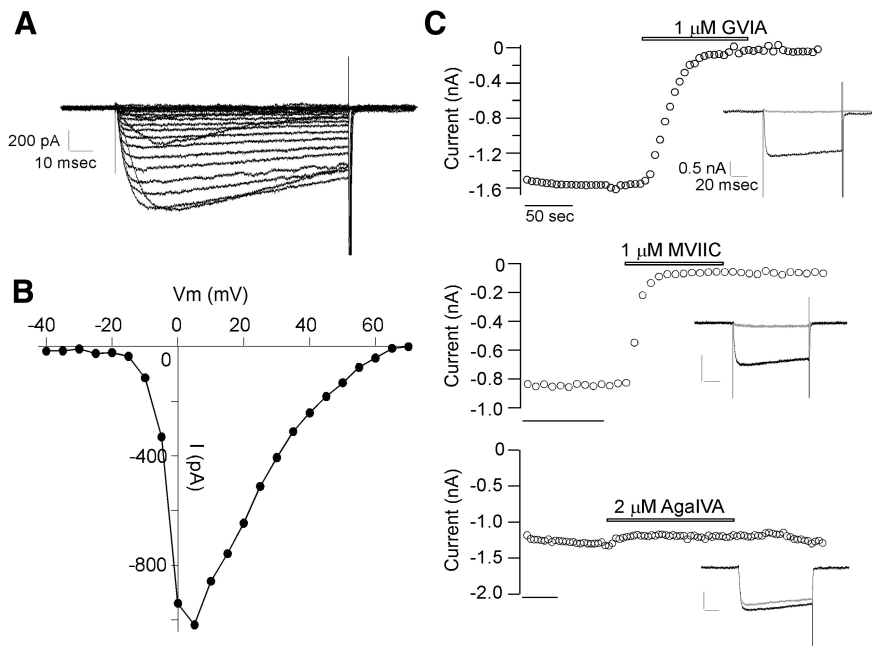 A
200 pA
10 msec
B
Vm (mV)
-40 -20 0 20 40 60
0
-400
-800
I (pA)
C
1 μM GVIA
0
-0.4
-0.8
-1.2
-1.6
Current (nA)
50 sec
0.5 nA
20 msec
1 μM MVIIC
0
-0.2
-0.4
-0.6
-0.8
-1.0
Current (nA)
2 μM AgaIVA
0
-0.5
-1.0
-1.5
-2.0
Current (nA)